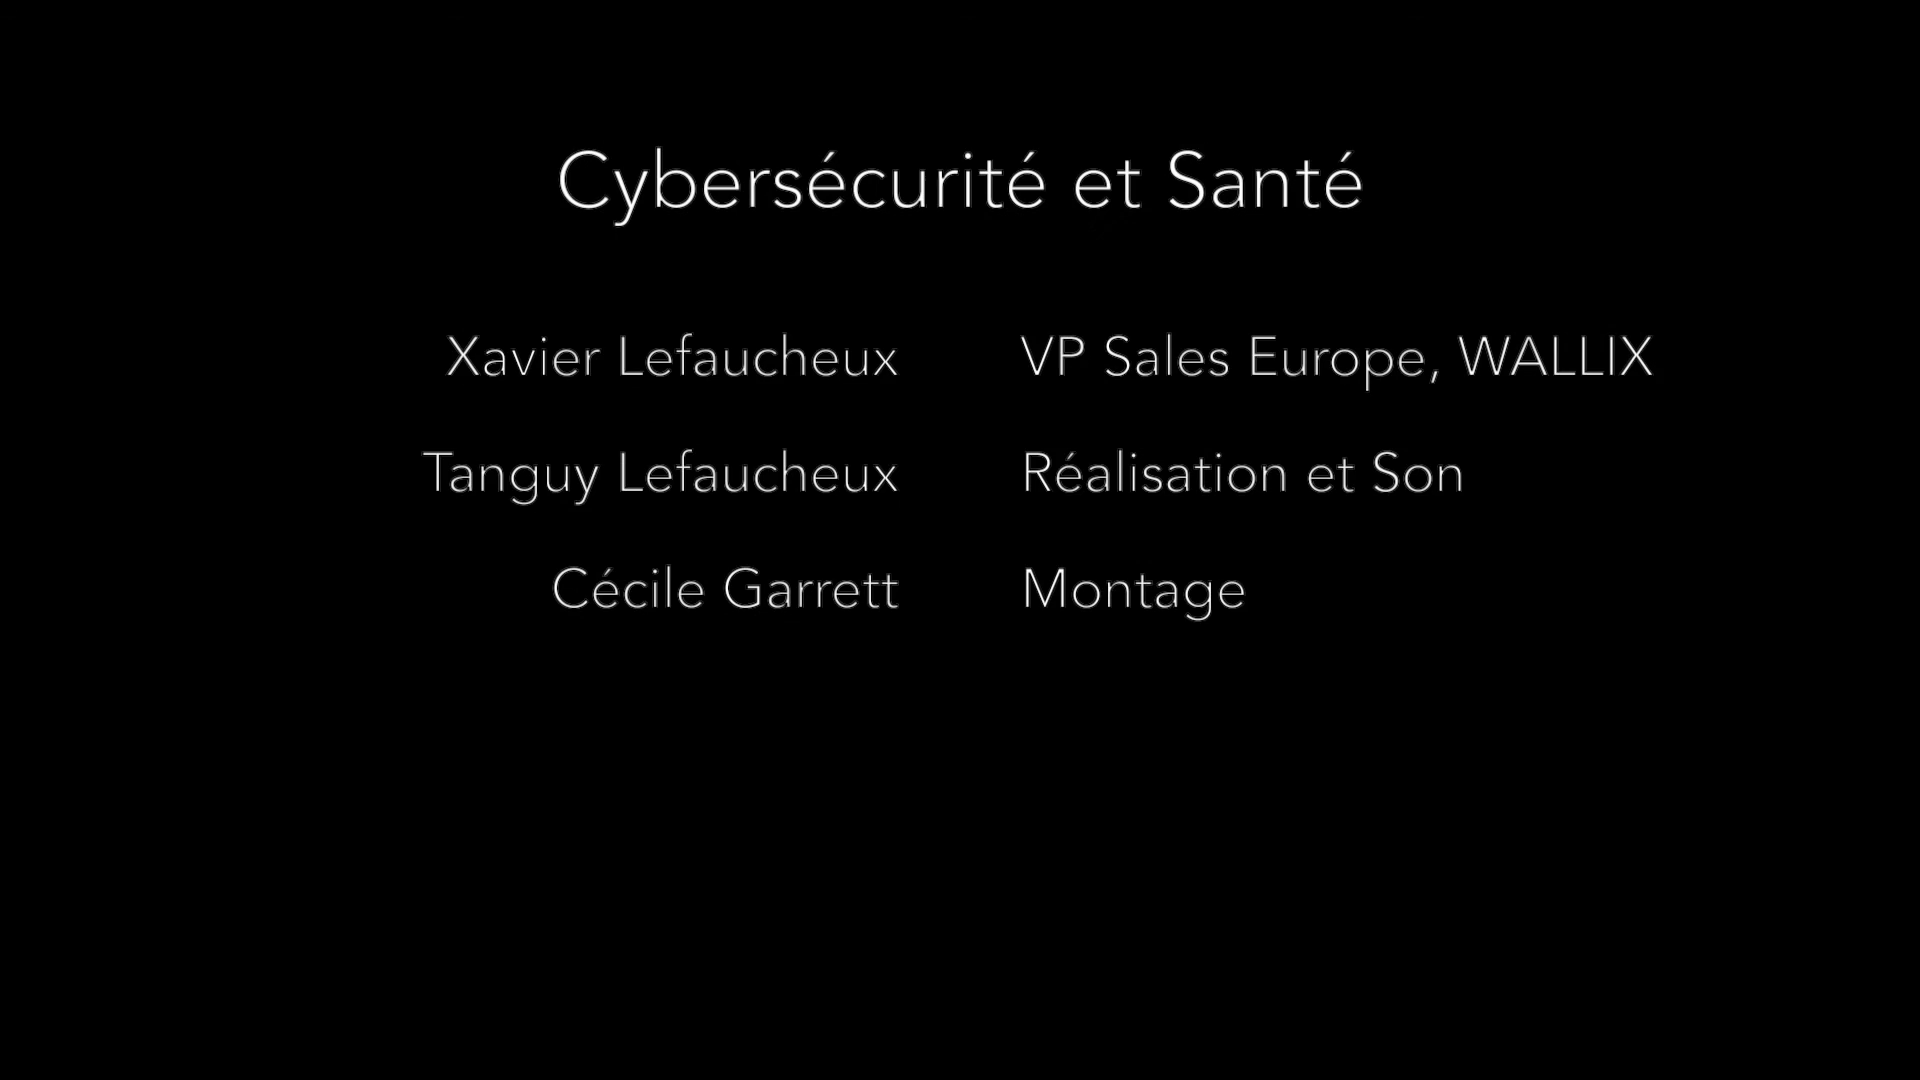 Cybersécurité et Santé
Xavier Lefaucheux VP Sales Europe, WALLIX
Tanguy Lefaucheux Réalisation et Son
Cécile Garrett Montage